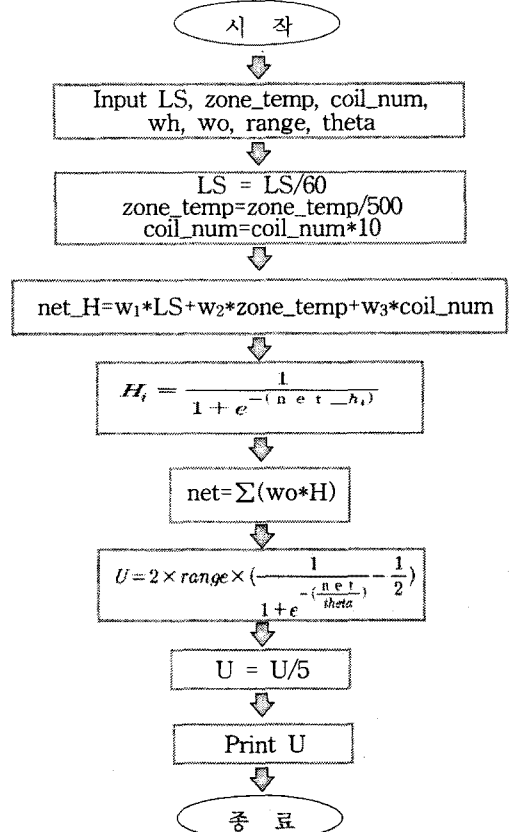 시 작
Input LS, zone_temp, coil_num,
wh, wo, range, theta
LS = LS/60
zone_temp=zone_temp/500
coil_num=coil_num*10
net_H=w₁*LS+w₂*zone_temp+w₃*coil_num
Hᵢ = 1 / (1 + e^-(net_hᵢ))
net=∑(wo*H)
U=2×range×(1 / (1+e^-(net/theta)) - 1/2)
U = U/5
Print U
종 료